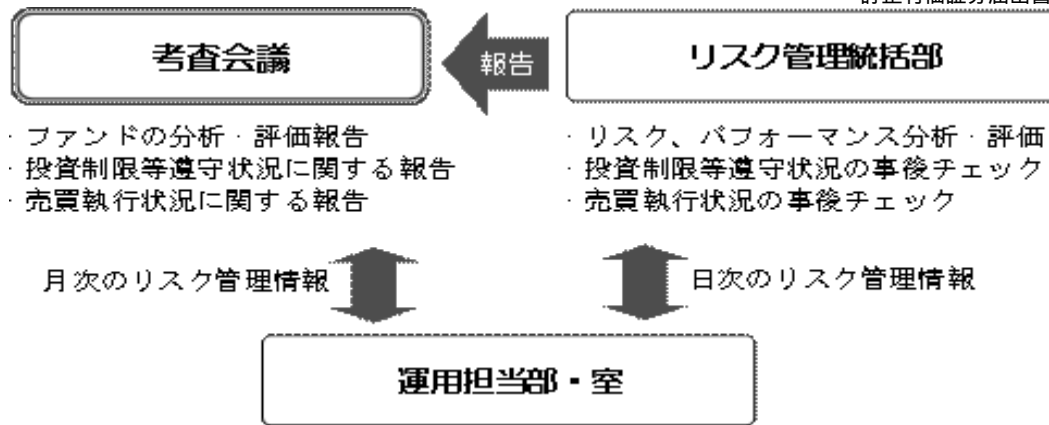 考査会議
報告
リスク管理統括部
・ファンドの分析・評価報告
・投資制限等遵守状況に関する報告
・売買執行状況に関する報告
・リスク、パフォーマンス分析・評価
・投資制限等遵守状況の事後チェック
・売買執行状況の事後チェック
月次のリスク管理情報
日次のリスク管理情報
運用担当部・室